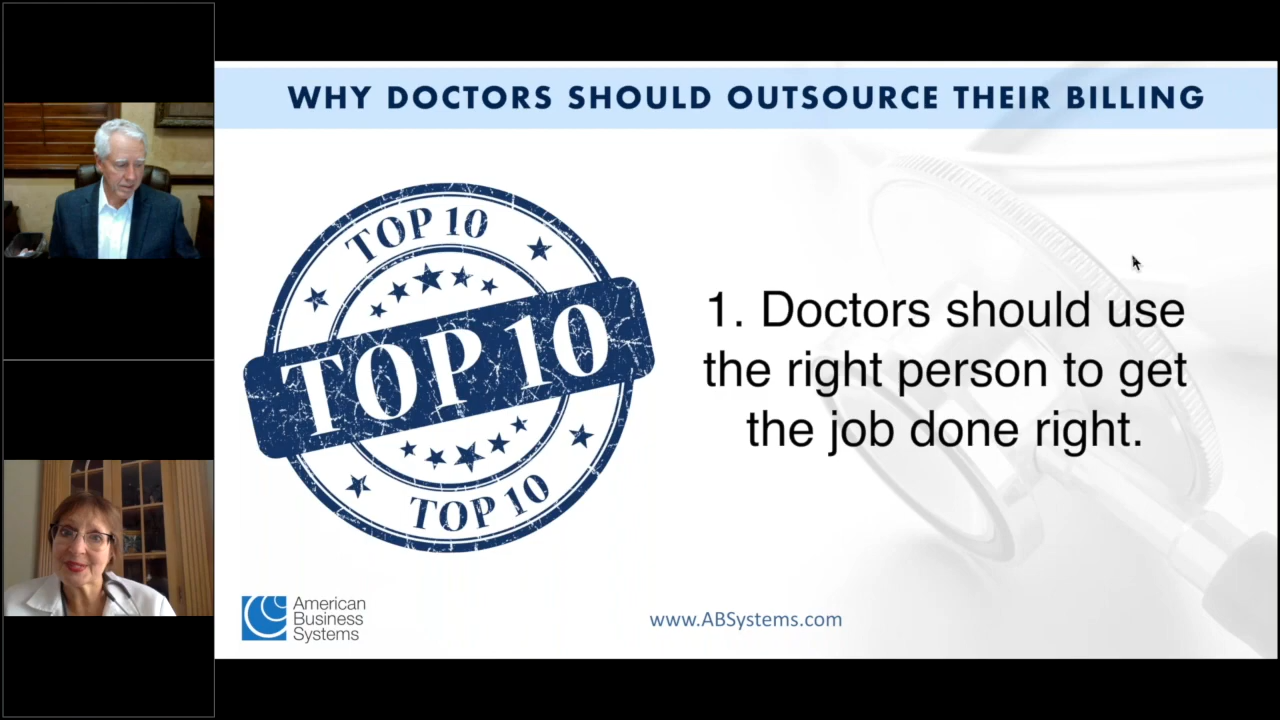 WHY DOCTORS SHOULD OUTSOURCE THEIR BILLING
TOP 10
TOP 10
TOP 10
1. Doctors should use
the right person to get
the job done right.
American
Business
Systems
www.ABSystems.com